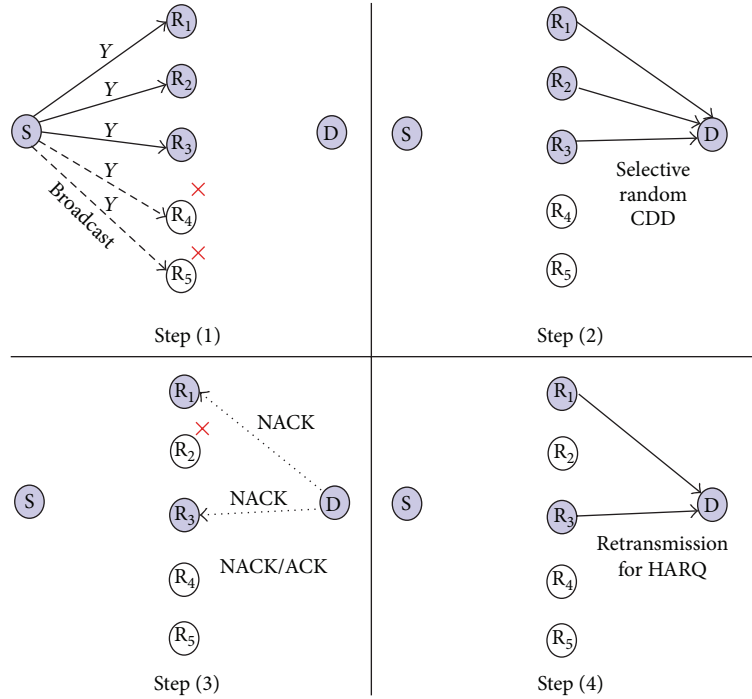 R1
Y
Y
R2
S
Y
R3
D
Y
Y
Broadcast
R4
R5
Step (1)
R1
R2
S
R3
D
Selective
random
CDD
R4
R5
Step (2)
R1
NACK
R2
S
NACK
R3
D
NACK/ACK
R4
R5
Step (3)
R1
R2
S
R3
D
Retransmission
for HARQ
R4
R5
Step (4)